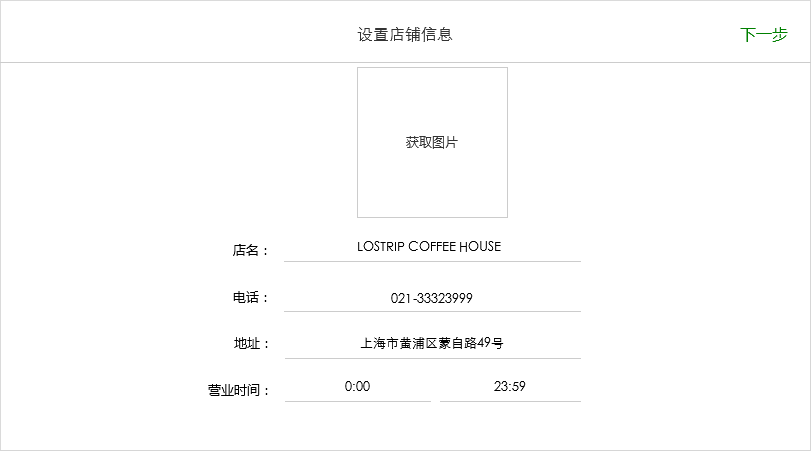 设置店铺信息 下一步
获取图片
店名： LOSTRIP COFFEE HOUSE
电话： 021-33323999
地址： 上海市黄浦区蒙自路49号
营业时间： 0:00 23:59